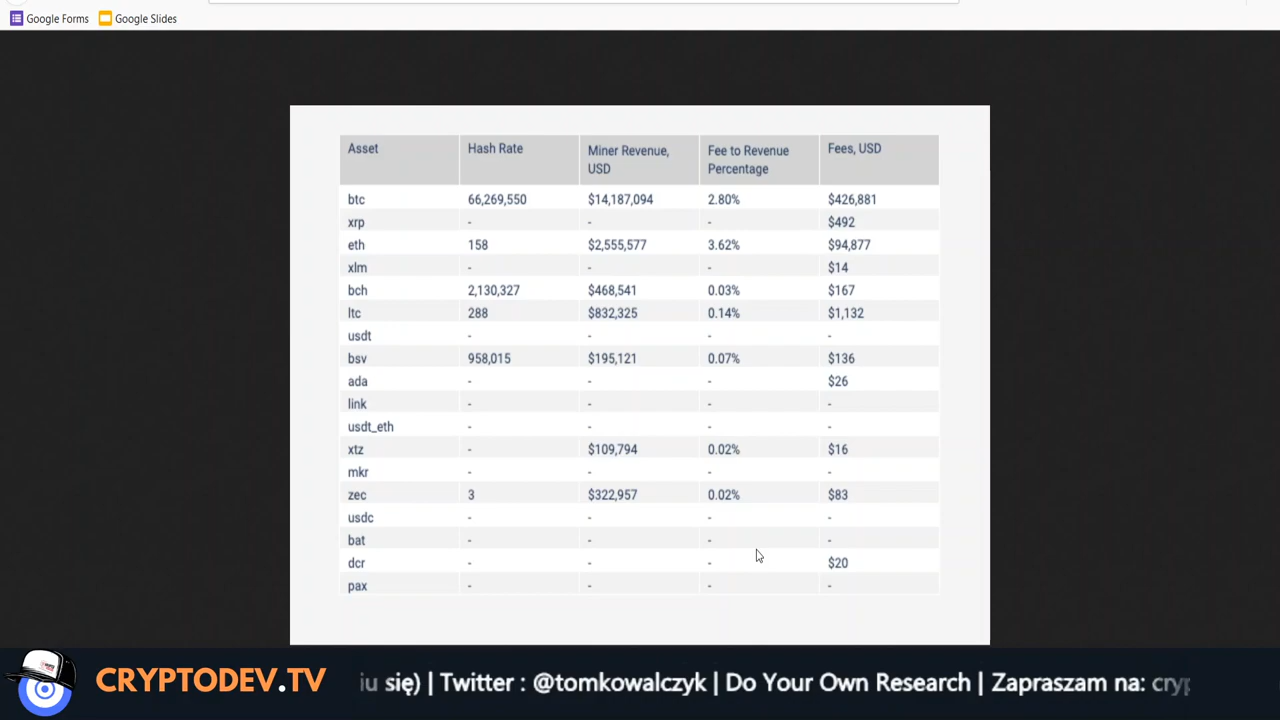 Google Forms Google Slides
Asset Hash Rate Miner Revenue, USD Fee to Revenue Percentage Fees, USD
btc 66,269,550 $14,187,094 2.80% $426,881
xrp - - - $492
eth 158 $2,555,577 3.62% $94,877
xlm - - - $14
bch 2,130,327 $468,541 0.03% $167
ltc 288 $832,325 0.14% $1,132
usdt - - - -
bsv 958,015 $195,121 0.07% $136
ada - - - $26
link - - - -
usdt_eth - - - -
xtz - $109,794 0.02% $16
mkr - - - -
zec 3 $322,957 0.02% $83
usdc - - - -
bat - - - -
dcr - - - $20
pax - - - -
CRYPTODEV.TV iu się) | Twitter : @tomkowalczyk | Do Your Own Research | Zapraszam na: cryp